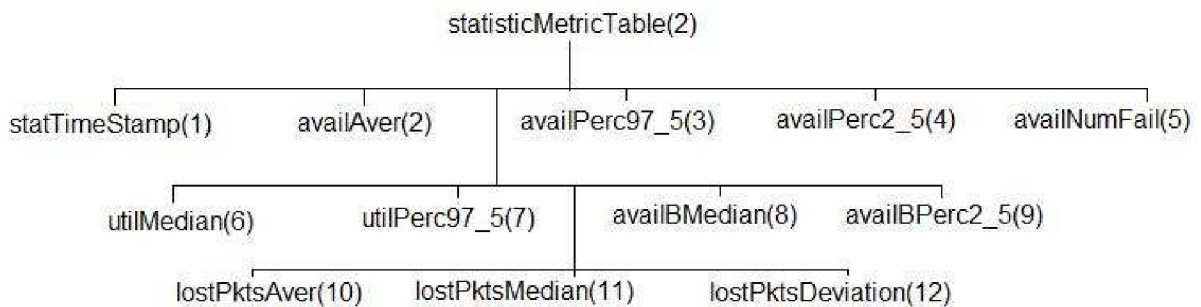 statisticMetricTable(2)
statTimeStamp(1) availAver(2) availPerc97_5(3) availPerc2_5(4) availNumFail(5)
utilMedian(6) utilPerc97_5(7) availBMedian(8) availBPerc2_5(9)
lostPktsAver(10) lostPktsMedian(11) lostPktsDeviation(12)